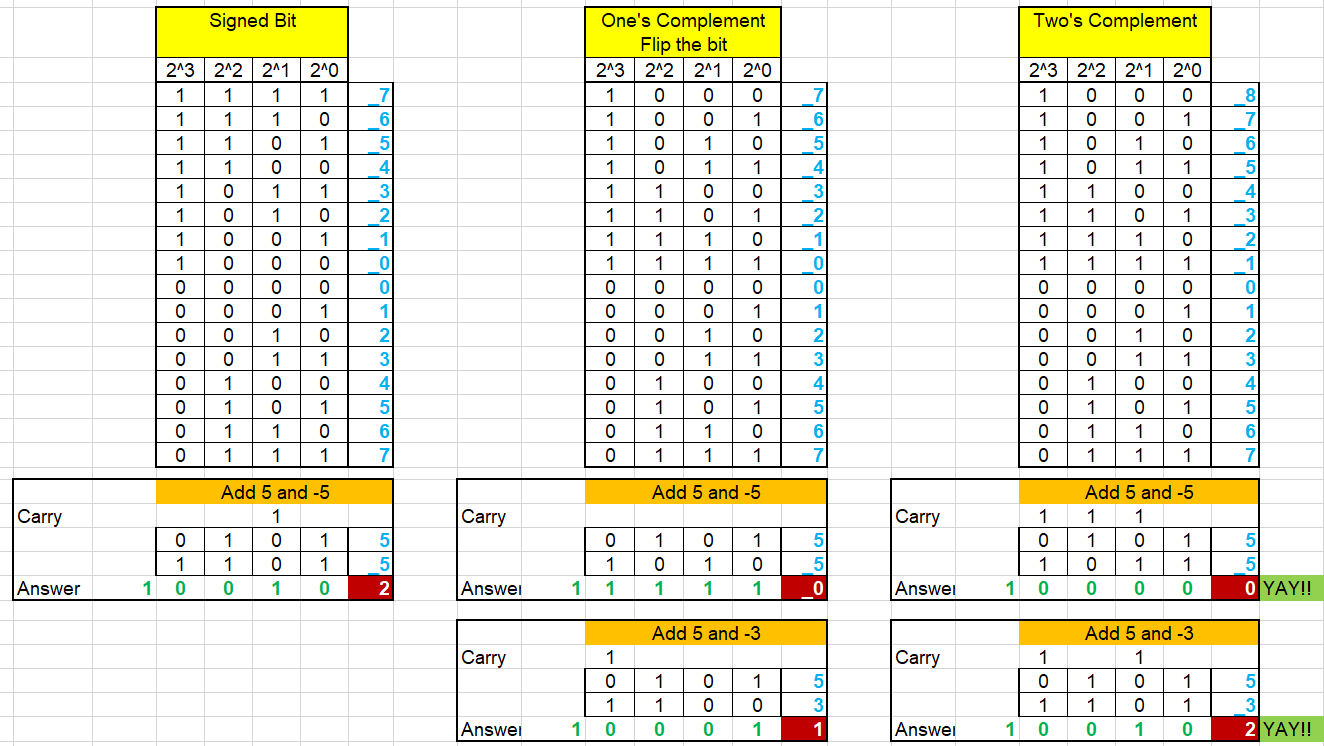 Signed Bit One's Complement Two's Complement
Flip the bit
2^3 2^2 2^1 2^0 2^3 2^2 2^1 2^0 2^3 2^2 2^1 2^0
1 1 1 1 _7 1 0 0 0 _7 1 0 0 0 _8
1 1 1 0 _6 1 0 0 1 _6 1 0 0 1 _7
1 1 0 1 _5 1 0 1 0 _5 1 0 1 0 _6
1 1 0 0 _4 1 0 1 1 _4 1 0 1 1 _5
1 0 1 1 _3 1 1 0 0 _3 1 1 0 0 _4
1 0 1 0 _2 1 1 0 1 _2 1 1 0 1 _3
1 0 0 1 _1 1 1 1 0 _1 1 1 1 0 _2
1 0 0 0 _0 1 1 1 1 _0 1 1 1 1 _1
0 0 0 0 0 0 0 0 0 0 0 0 0 0 0
0 0 0 1 1 0 0 0 1 1 0 0 0 1 1
0 0 1 0 2 0 0 1 0 2 0 0 1 0 2
0 0 1 1 3 0 0 1 1 3 0 0 1 1 3
0 1 0 0 4 0 1 0 0 4 0 1 0 0 4
0 1 0 1 5 0 1 0 1 5 0 1 0 1 5
0 1 1 0 6 0 1 1 0 6 0 1 1 0 6
0 1 1 1 7 0 1 1 1 7 0 1 1 1 7
Add 5 and -5 Add 5 and -5 Add 5 and -5
Carry 1 Carry Carry 1 1 1
0 1 0 1 5 0 1 0 1 5 0 1 0 1 5
1 1 0 1 _5 1 0 1 0 _5 1 0 1 1 _5
Answer 1 0 0 1 0 2 Answer 1 1 1 1 1 _0 Answer 1 0 0 0 0 0 YAY!!
Add 5 and -3 Add 5 and -3
Carry 1 Carry 1 1
0 1 0 1 5 0 1 0 1 5
1 1 0 0 3 1 1 0 1 _3
Answer 1 0 0 0 1 1 Answer 1 0 0 1 0 2 YAY!!